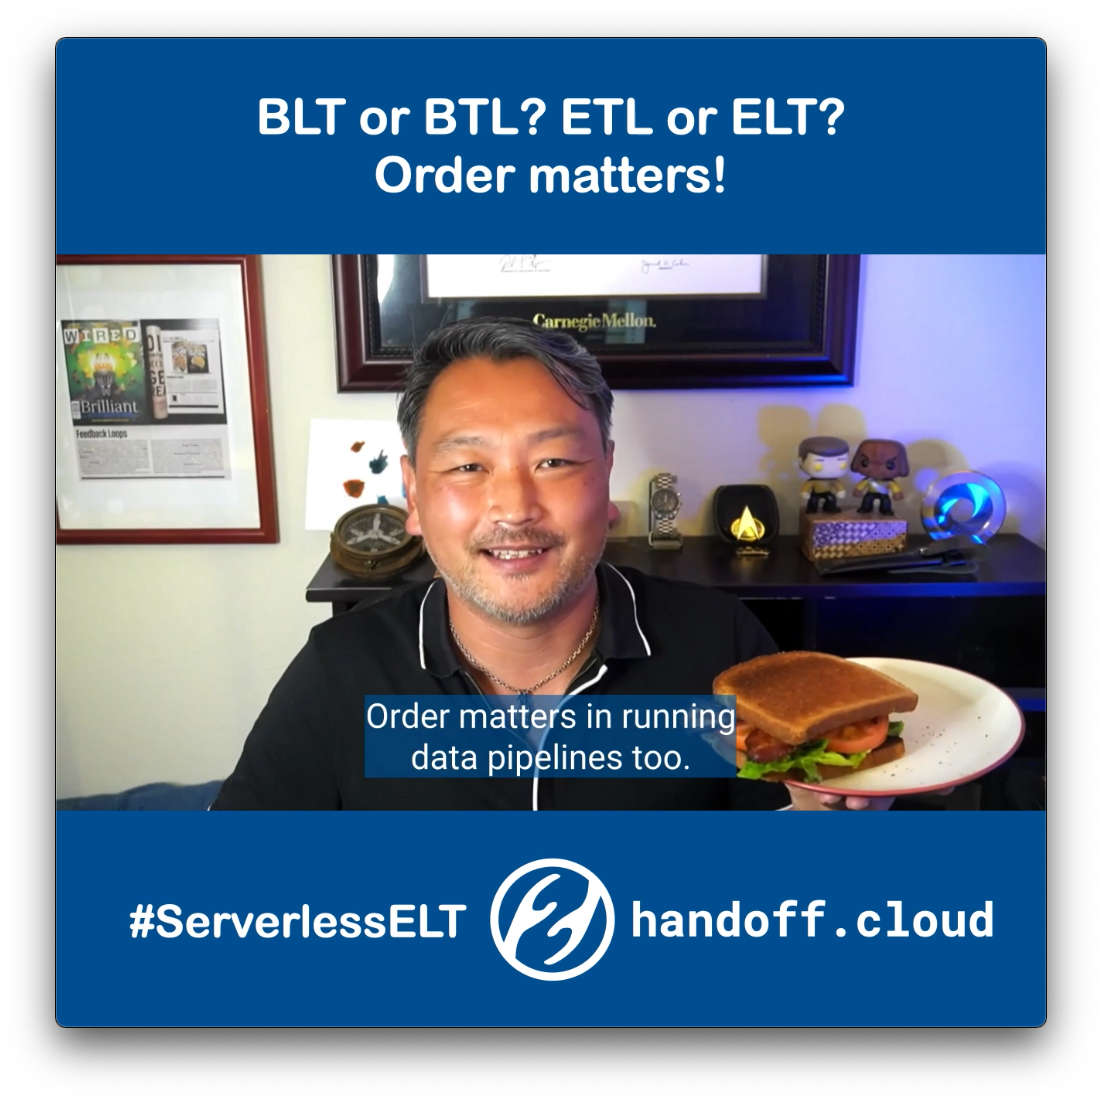 BLT or BTL? ETL or ELT?
Order matters!
WIRED
Brilliant
Feedback Loops
Carnegie Mellon.
Order matters in running
data pipelines too.
#ServerlessELT
handoff.cloud